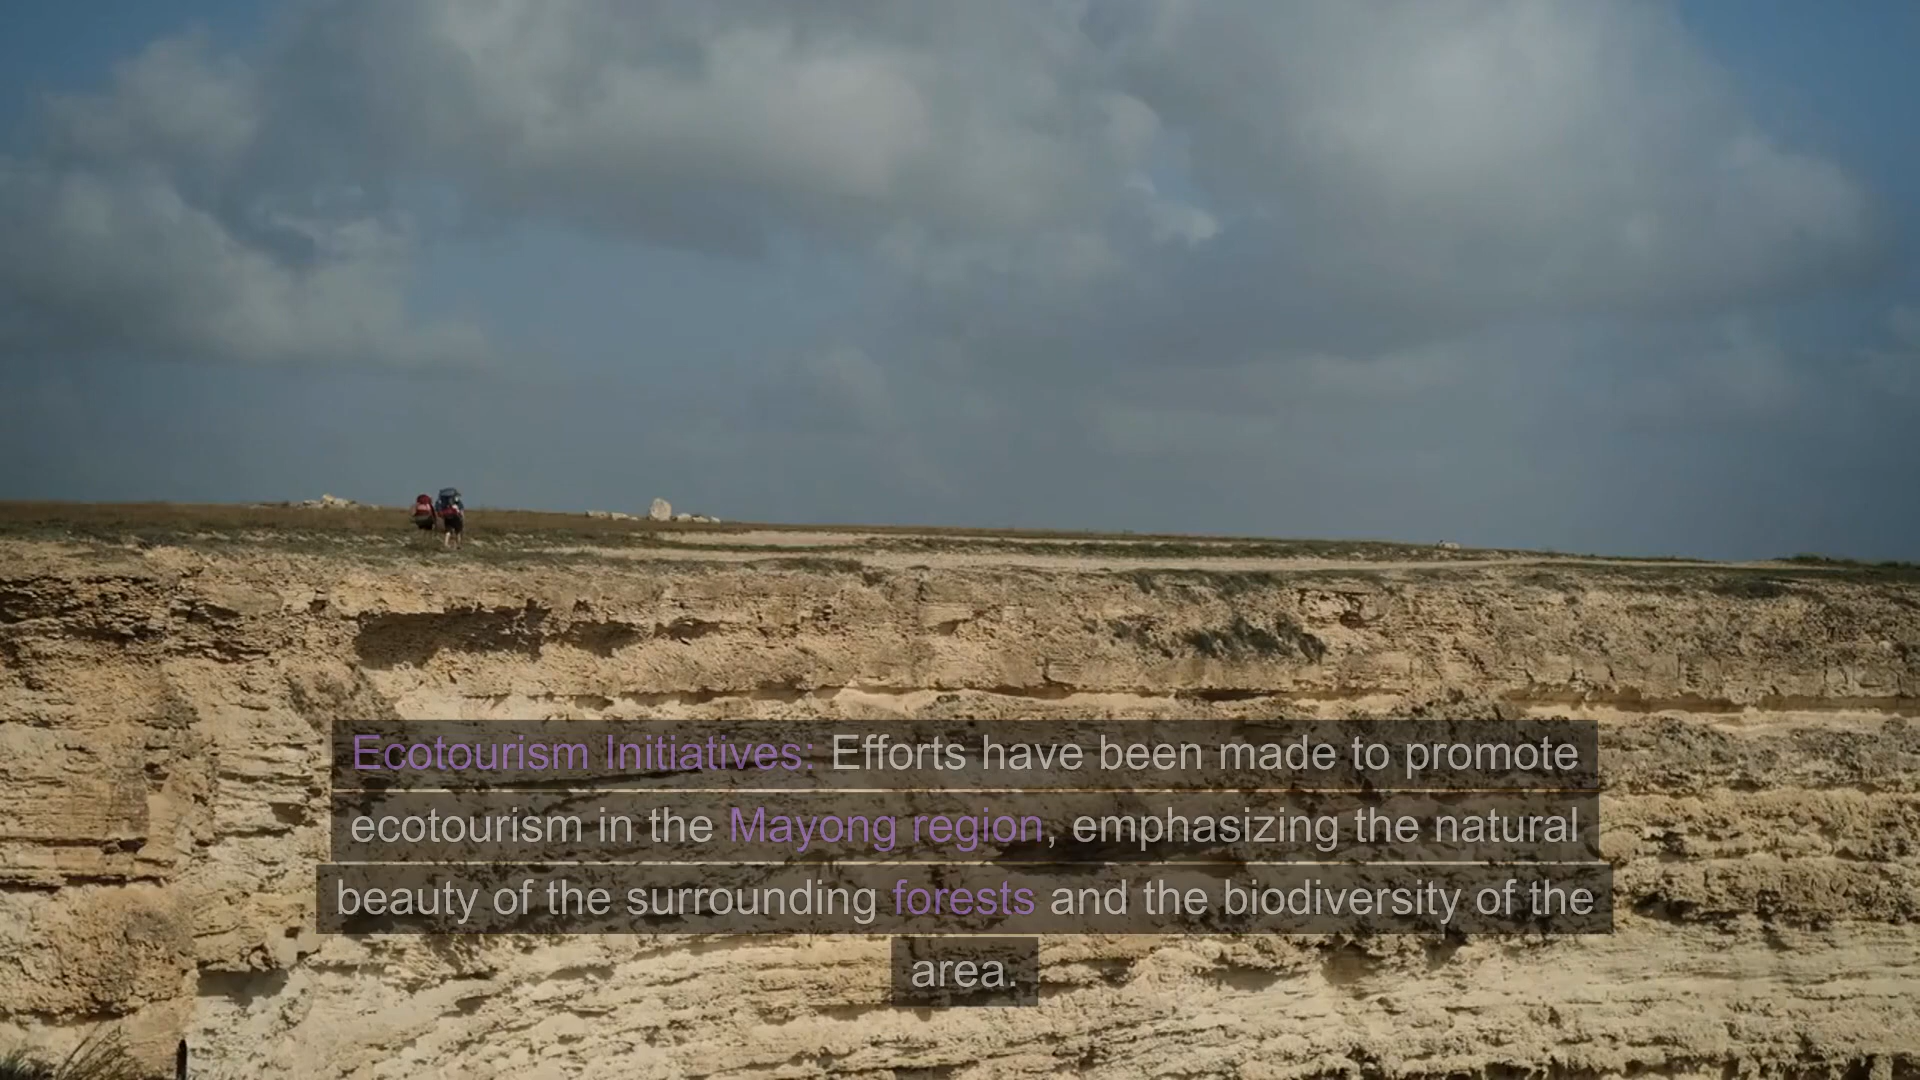 Ecotourism Initiatives: Efforts have been made to promote
ecotourism in the Mayong region, emphasizing the natural
beauty of the surrounding forests and the biodiversity of the
area.